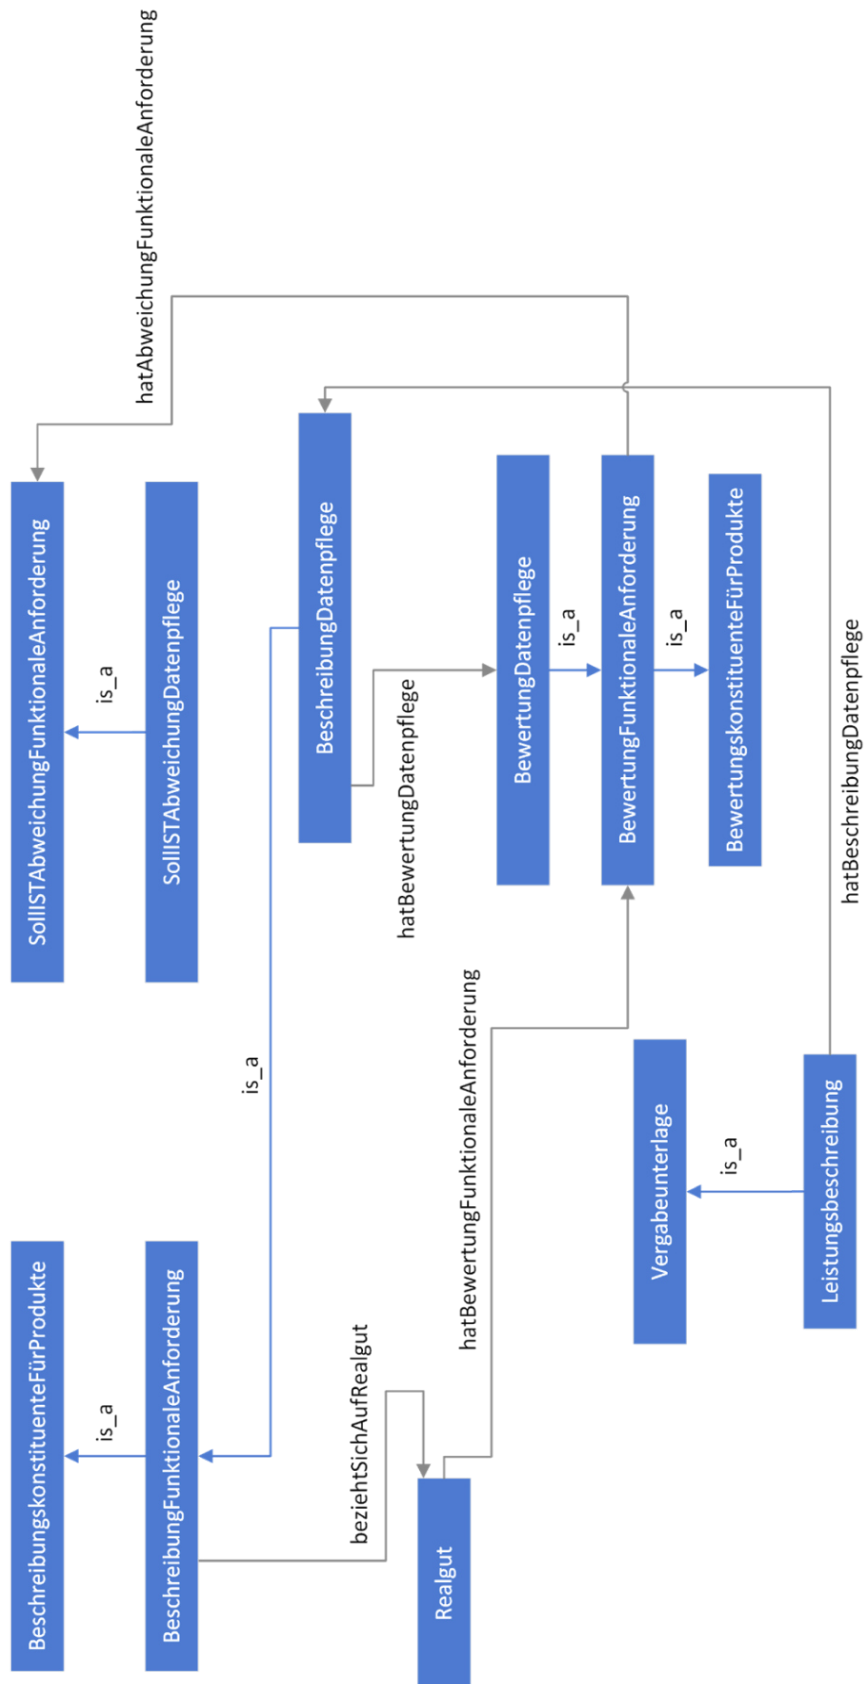 BeschreibungskonstituenteFürProdukte
is_a
BeschreibungFunktionaleAnforderung
SollISTAbweichungFunktionaleAnforderung
is_a
SollISTAbweichungDatenpflege
hatAbweichungFunktionaleAnforderung
is_a
BeschreibungDatenpflege
beziehtSichAufRealgut
Realgut
hatBewertungDatenpflege
hatBewertungFunktionaleAnforderung
BewertungDatenpflege
is_a
BewertungFunktionaleAnforderung
is_a
BewertungskonstituenteFürProdukte
Vergabeunterlage
is_a
Leistungsbeschreibung
hatBeschreibungDatenpflege